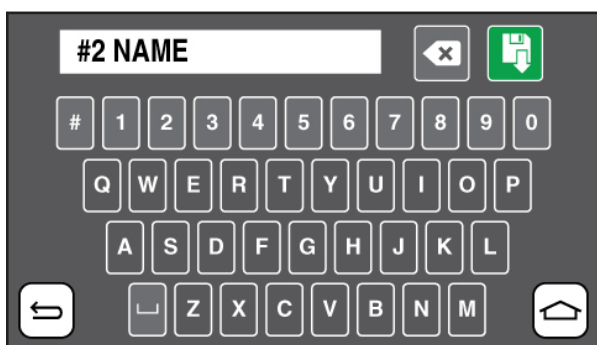 #2 NAME
# 1 2 3 4 5 6 7 8 9 0
Q W E R T Y U I O P
A S D F G H J K L
Z X C V B N M